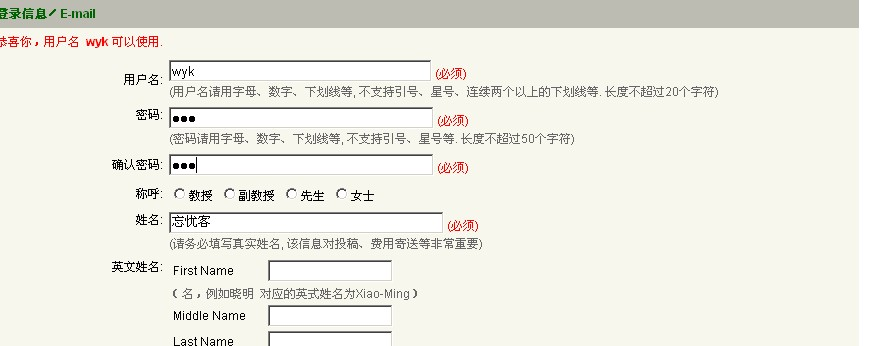 登录信息/ E-mail
恭喜你，用户名 wyk 可以使用.
用户名: wyk (必须)
(用户名请用字母、数字、下划线等, 不支持引号、星号、连续两个以上的下划线等. 长度不超过20个字符)
密码: ●●● (必须)
(密码请用字母、数字、下划线等, 不支持引号、星号等. 长度不超过50个字符)
确认密码: ●●● (必须)
称呼: 教授 副教授 先生 女士
姓名: 忘忧客 (必须)
(请务必填写真实姓名, 该信息对投稿、费用寄送等非常重要)
英文姓名: First Name
(名，例如晓明 对应的英式姓名为Xiao-Ming)
Middle Name
Last Name